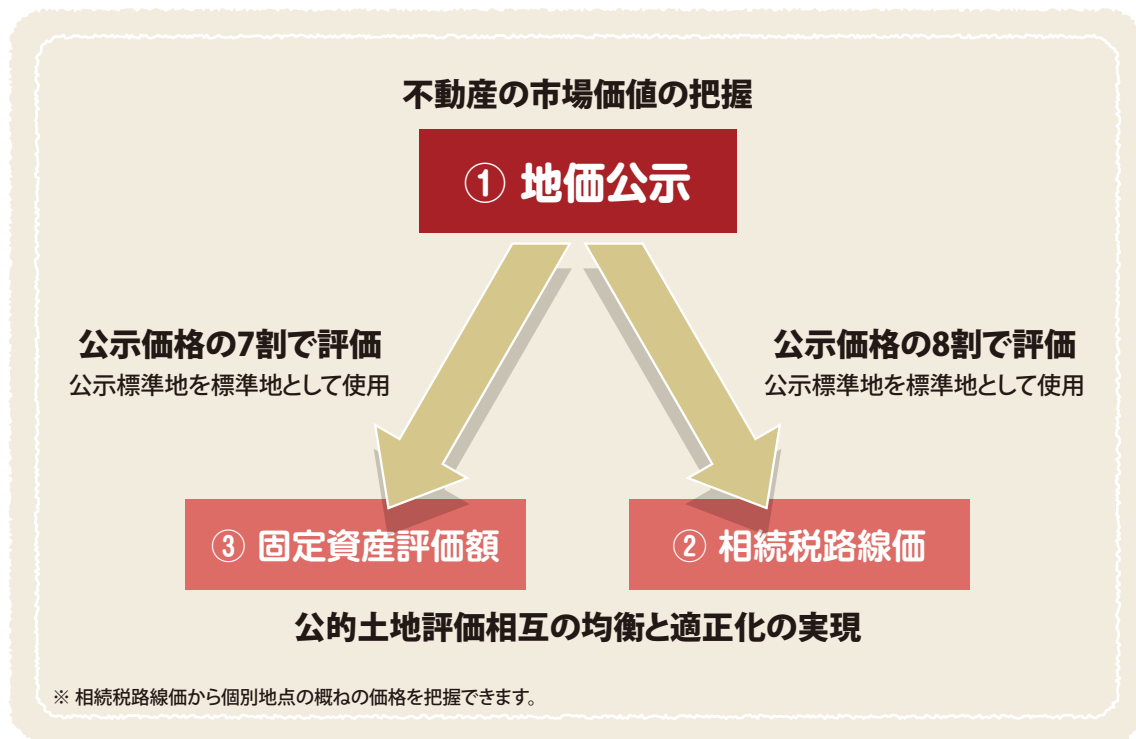 不動産の市場価値の把握
① 地価公示
公示価格の7割で評価
公示標準地を標準地として使用
公示価格の8割で評価
公示標準地を標準地として使用
③ 固定資産評価額
② 相続税路線価
公的土地評価相互の均衡と適正化の実現
※ 相続税路線価から個別地点の概ねの価格を把握できます。